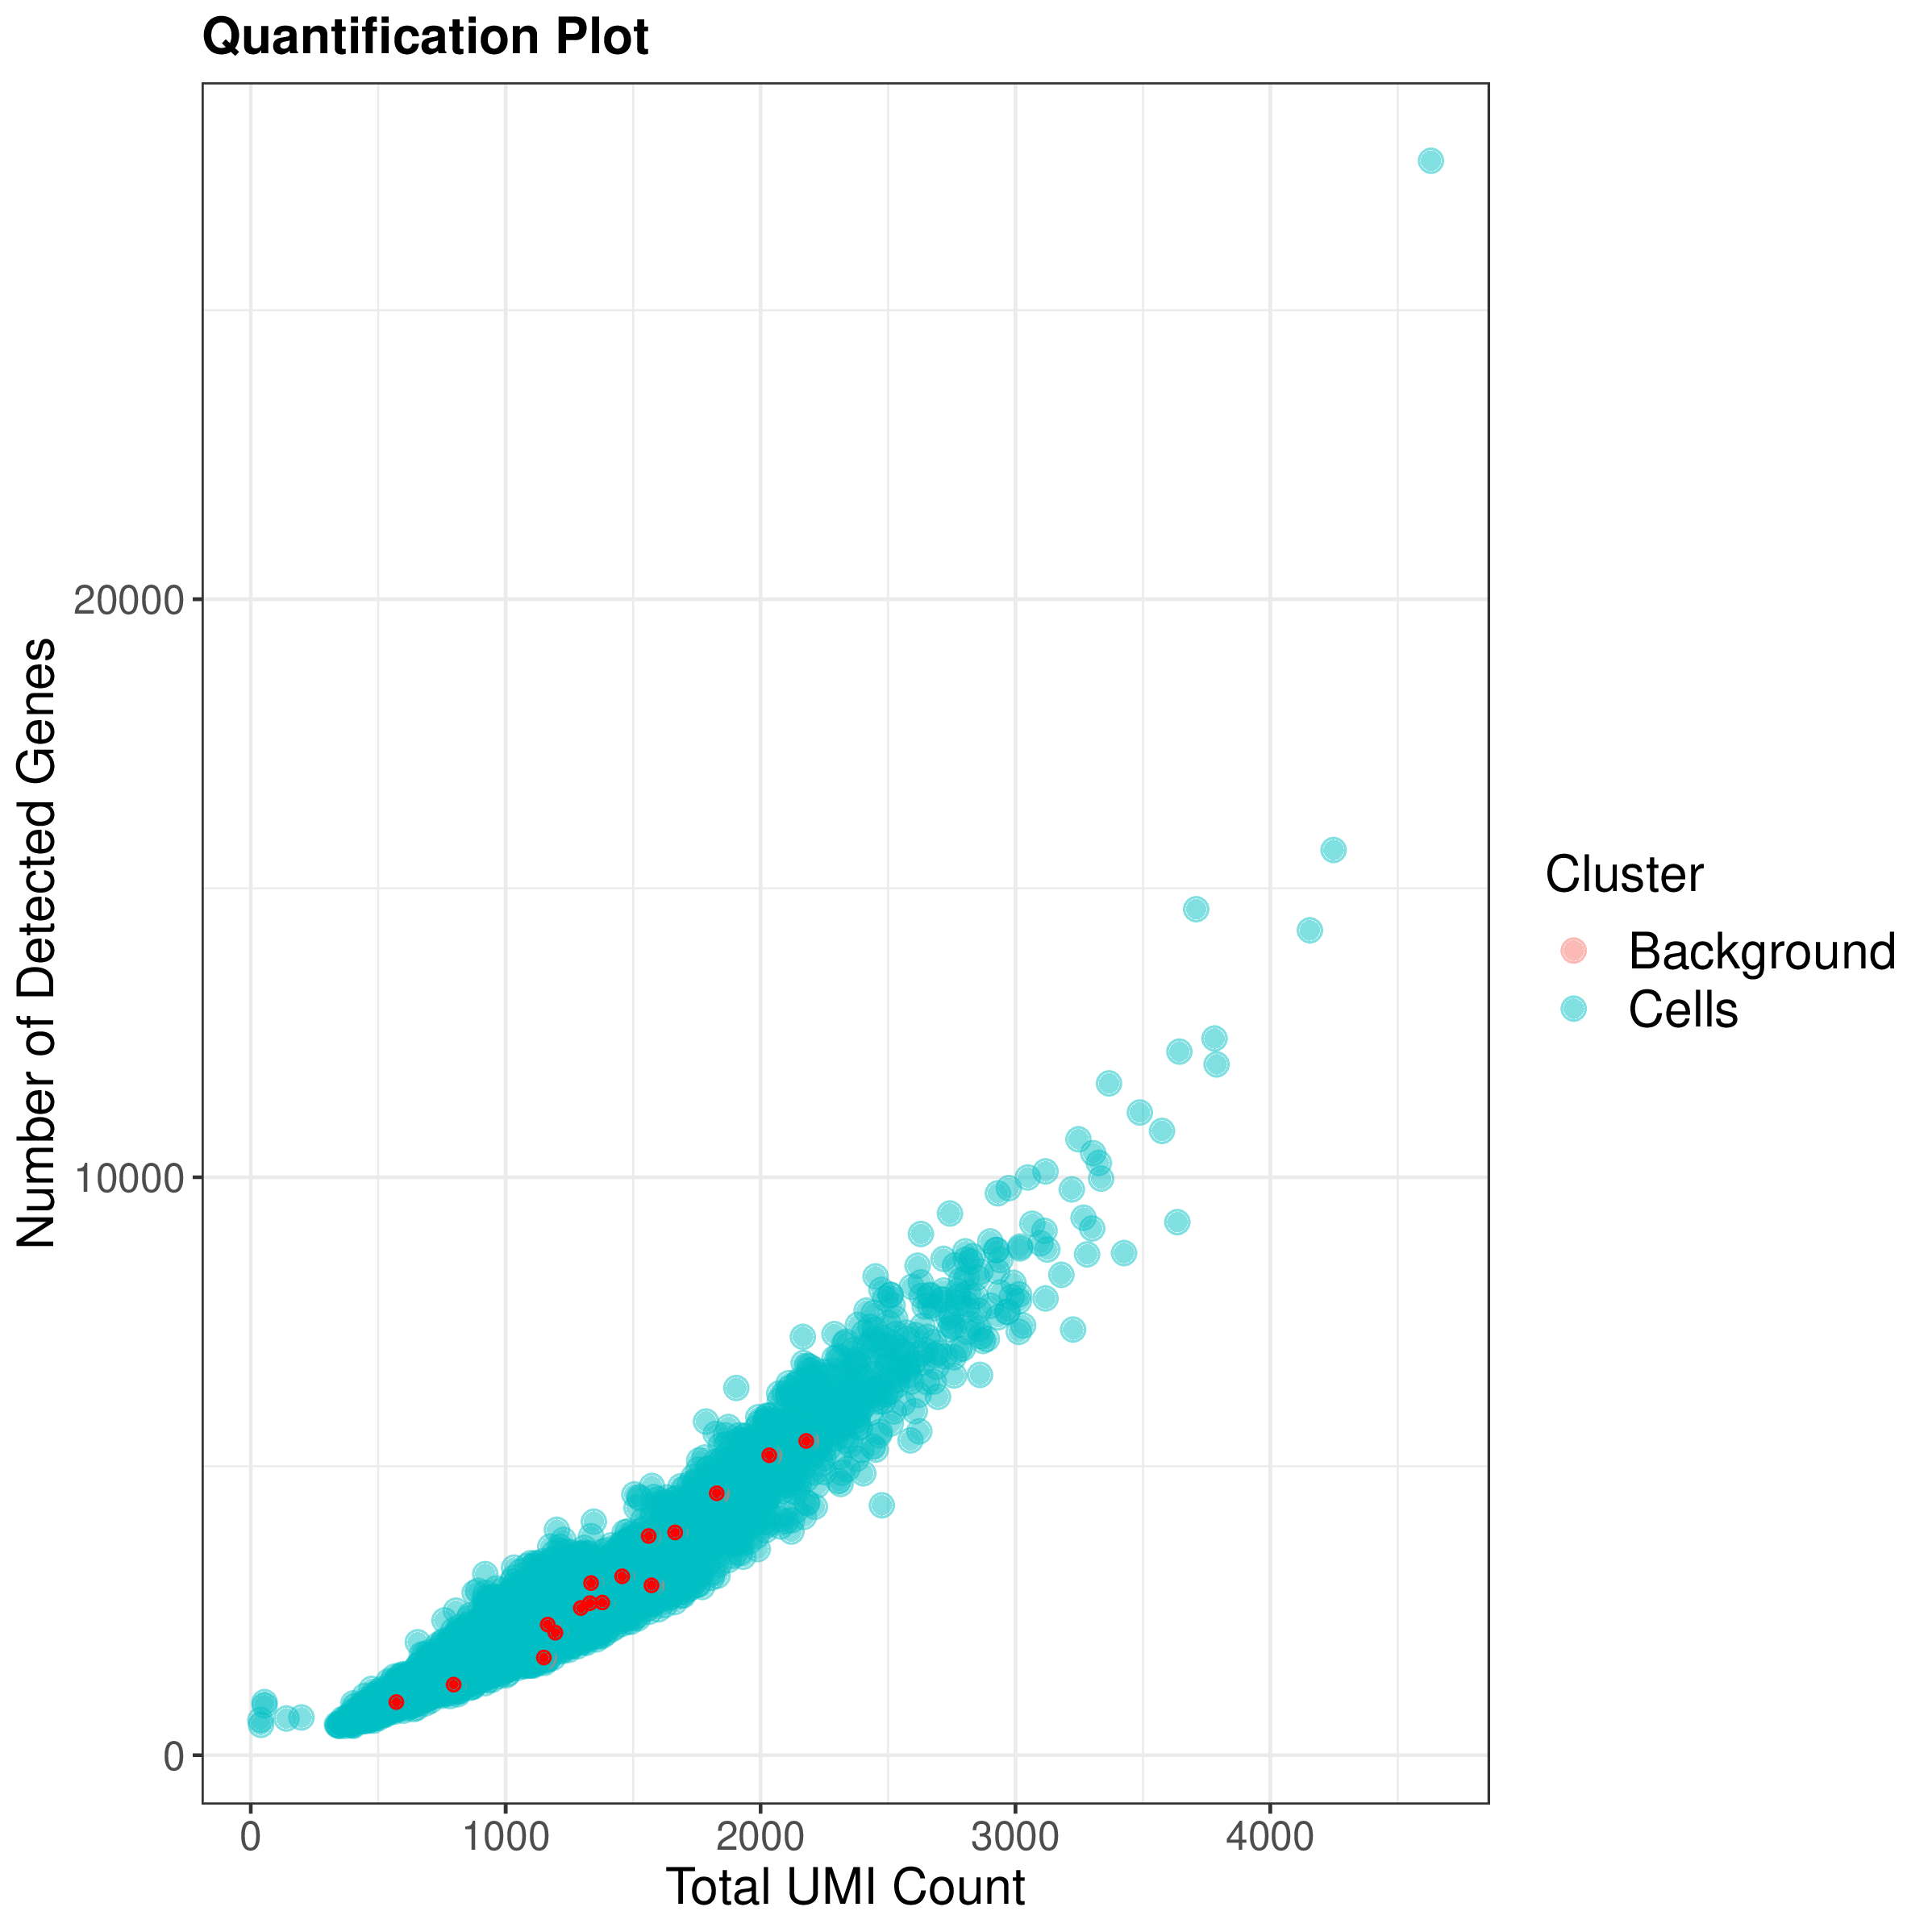 Quantification Plot
Number of Detected Genes
20000
10000
0
0 1000 2000 3000 4000
Total UMI Count
Cluster
Background
Cells